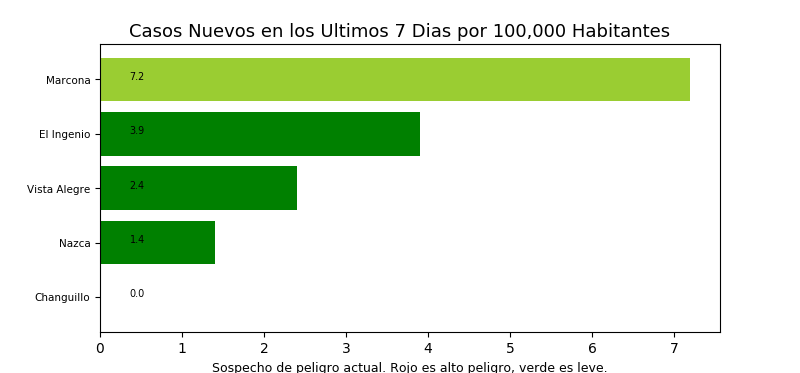 Casos Nuevos en los Ultimos 7 Dias por 100,000 Habitantes
Marcona 7.2
El Ingenio 3.9
Vista Alegre 2.4
Nazca 1.4
Changuillo 0.0
0 1 2 3 4 5 6 7
Sospecho de peligro actual. Rojo es alto peligro, verde es leve.